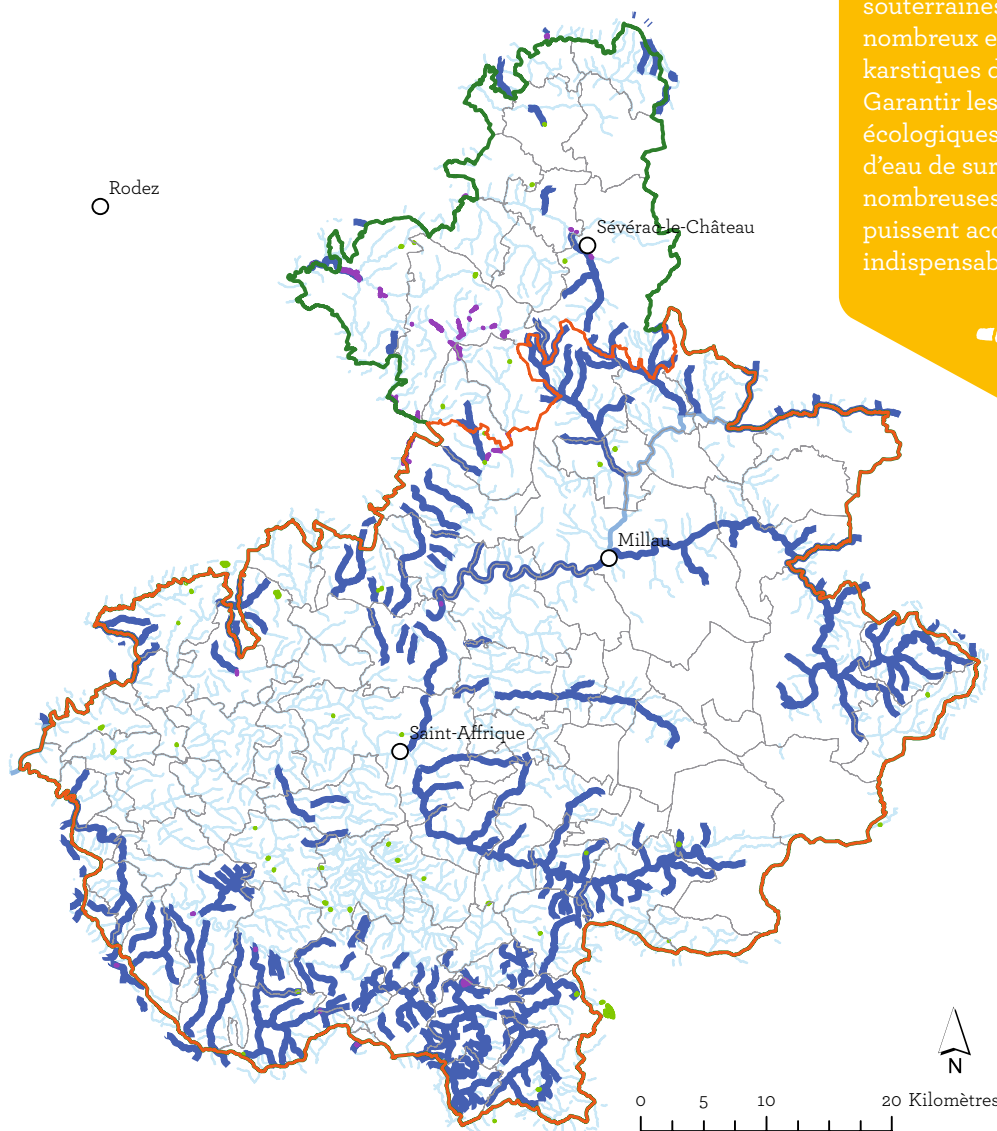 souterraines
nombreux e
karstiques d
Garantir les
écologiques
d'eau de sur
nombreuses
puissent acc
indispensab
Rodez
Sévérac-le-Château
Millau
Saint-Affrique
N
0 5 10 20 Kilomètres